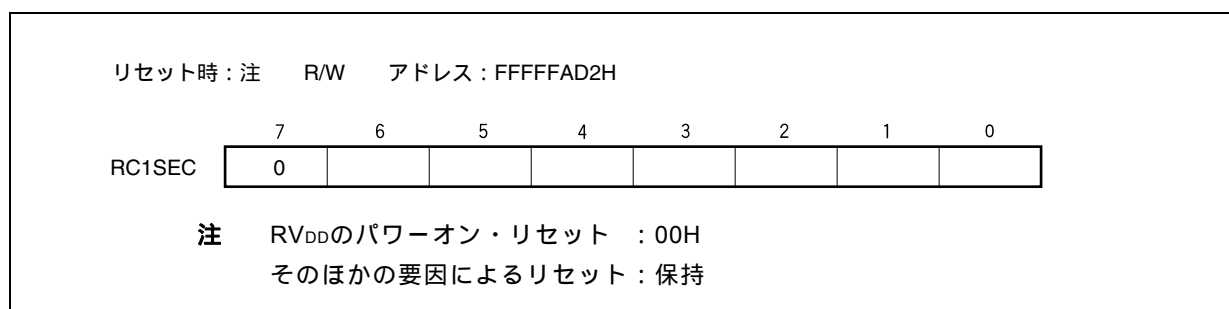 リセット時：注　　R/W　　アドレス：FFFFFAD2H
7 6 5 4 3 2 1 0
RC1SEC 0
注　RVDDのパワーオン・リセット　：00H
そのほかの要因によるリセット：保持